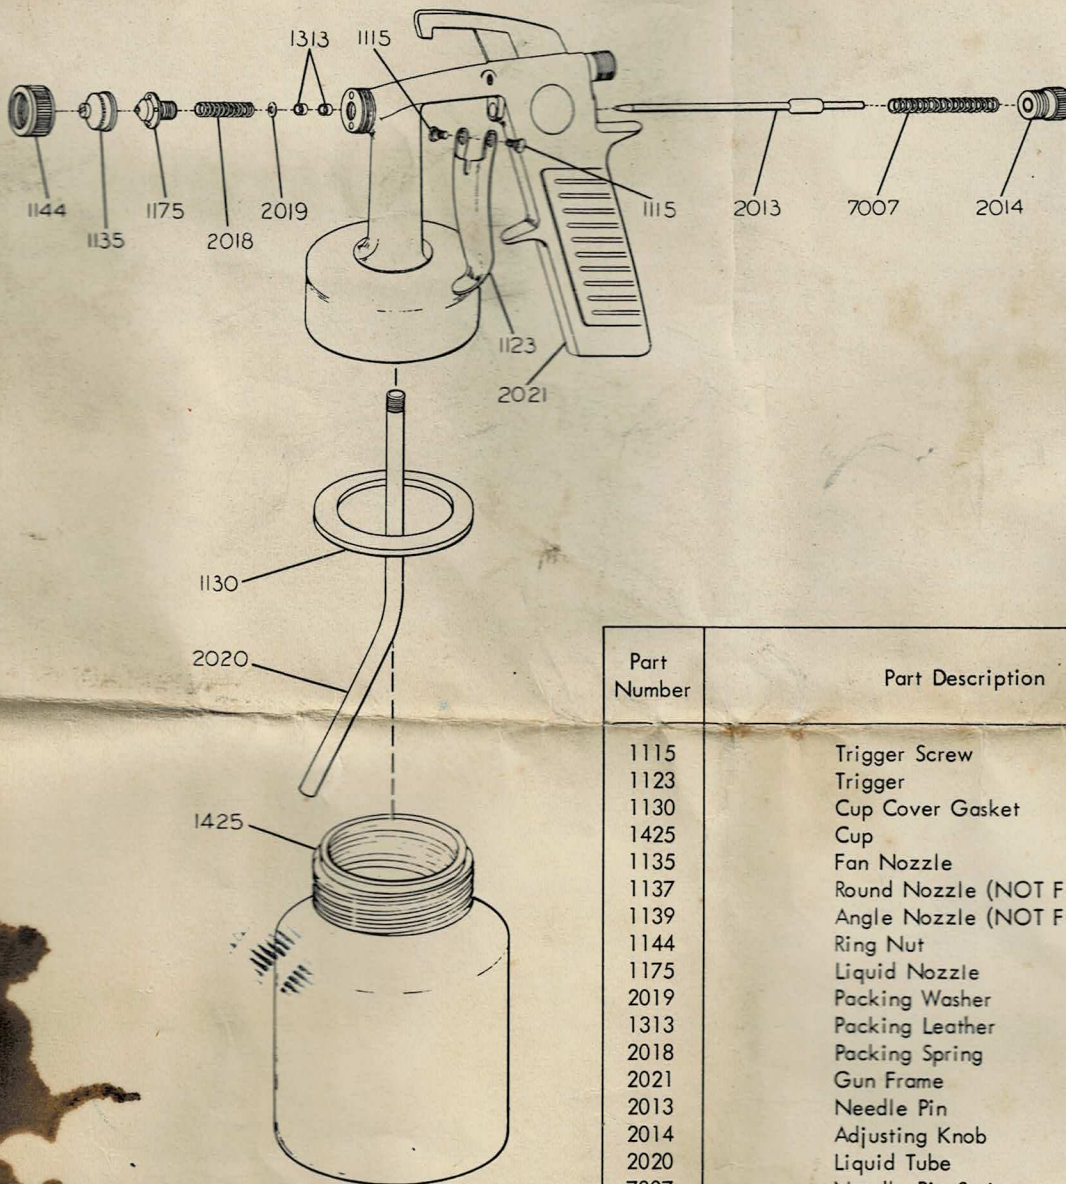 1313 1115
1144 1135 1175 2018 2019 1115 2013 7007 2014
1123
2021
1130
2020
1425
Part Number Part Description
1115 Trigger Screw
1123 Trigger
1130 Cup Cover Gasket
1425 Cup
1135 Fan Nozzle
1137 Round Nozzle (NOT F
1139 Angle Nozzle (NOT F
1144 Ring Nut
1175 Liquid Nozzle
2019 Packing Washer
1313 Packing Leather
2018 Packing Spring
2021 Gun Frame
2013 Needle Pin
2014 Adjusting Knob
2020 Liquid Tube